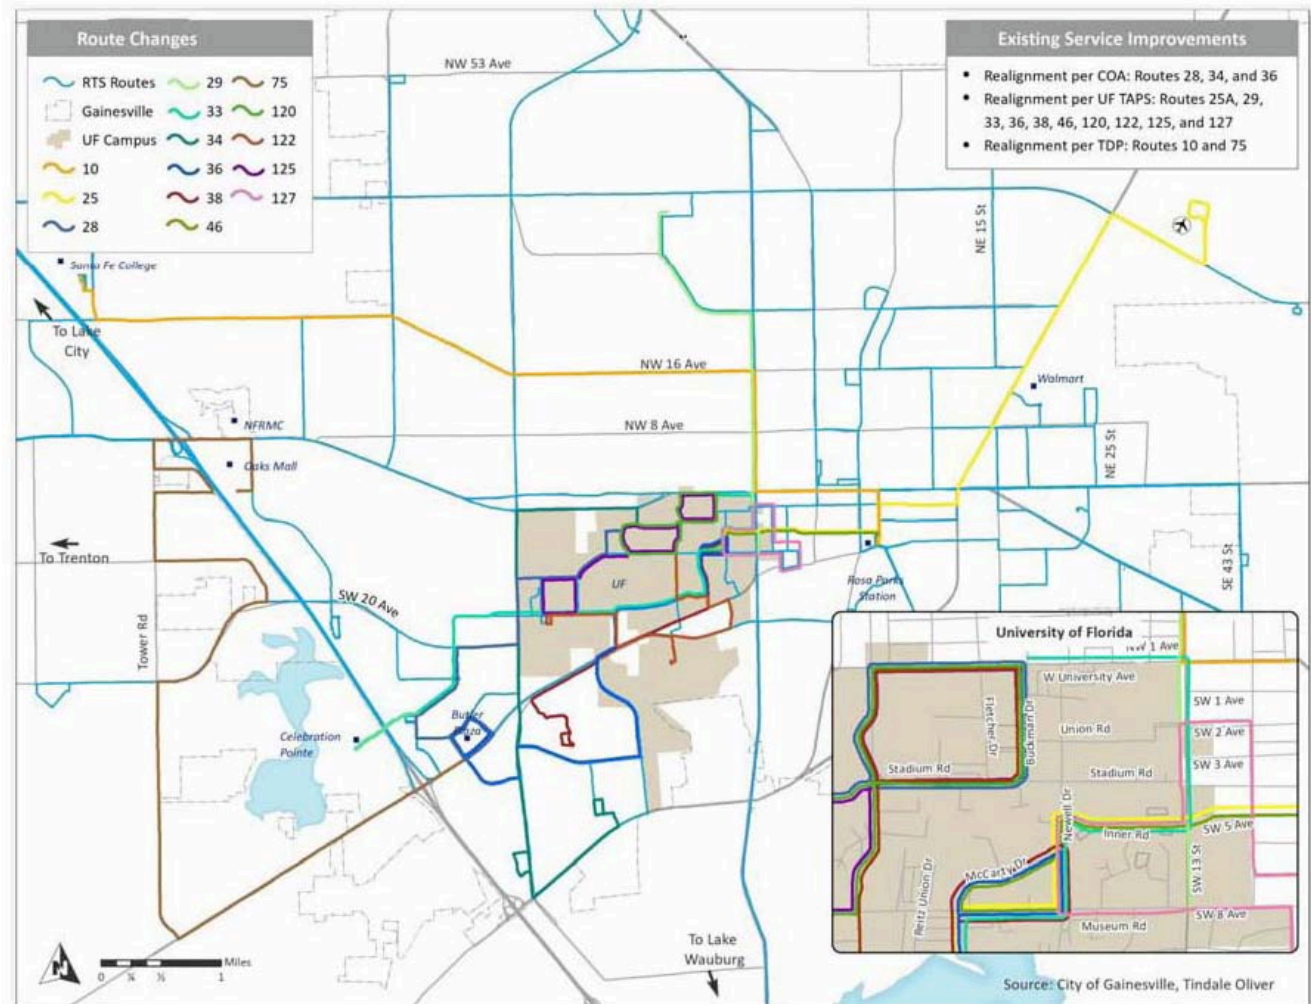 Route Changes
RTS Routes
Gainesville
UF Campus
10
25
28
29
33
34
36
38
46
75
120
122
125
127
Existing Service Improvements
• Realignment per COA: Routes 28, 34, and 36
• Realignment per UF TAPS: Routes 25A, 29,
33, 36, 38, 46, 120, 122, 125, and 127
• Realignment per TDP: Routes 10 and 75
NW 53 Ave
NE 15 St
Santa Fe College
To Lake
City
NW 16 Ave
Walmart
NFRMC
NW 8 Ave
Oaks Mall
NE 25 St
To Trenton
SW 20 Ave
UF
Rosa Parks
Station
SE 43 St
Tower Rd
Butler
Plaza
Celebration
Pointe
University of Florida
NW 1 Ave
W University Ave
SW 1 Ave
Fletcher Dr
Buckman Dr
Union Rd
SW 2 Ave
Stadium Rd
Stadium Rd
SW 3 Ave
Newell Dr
Inner Rd
SW 5 Ave
McCarty Dr
SW 13 St
Reitz Union Dr
SW 8 Ave
Museum Rd
To Lake
Wauburg
N
Miles
0 ¼ ½ 1
Source: City of Gainesville, Tindale Oliver